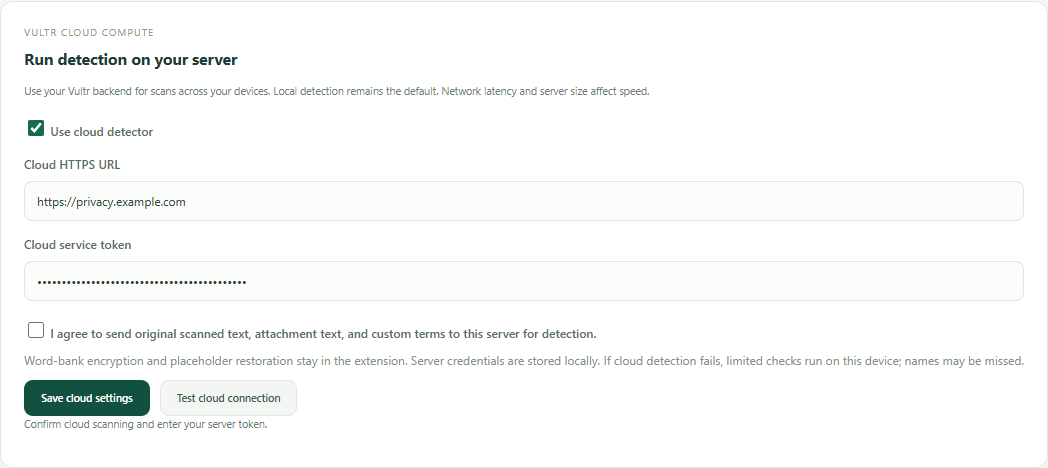 VULTR CLOUD COMPUTE
Run detection on your server
Use your Vultr backend for scans across your devices. Local detection remains the default. Network latency and server size affect speed.
Use cloud detector
Cloud HTTPS URL
https://privacy.example.com
Cloud service token
••••••••••••••••••••••••••••••••••••••••••••
I agree to send original scanned text, attachment text, and custom terms to this server for detection.
Word-bank encryption and placeholder restoration stay in the extension. Server credentials are stored locally. If cloud detection fails, limited checks run on this device; names may be missed.
Save cloud settings
Test cloud connection
Confirm cloud scanning and enter your server token.